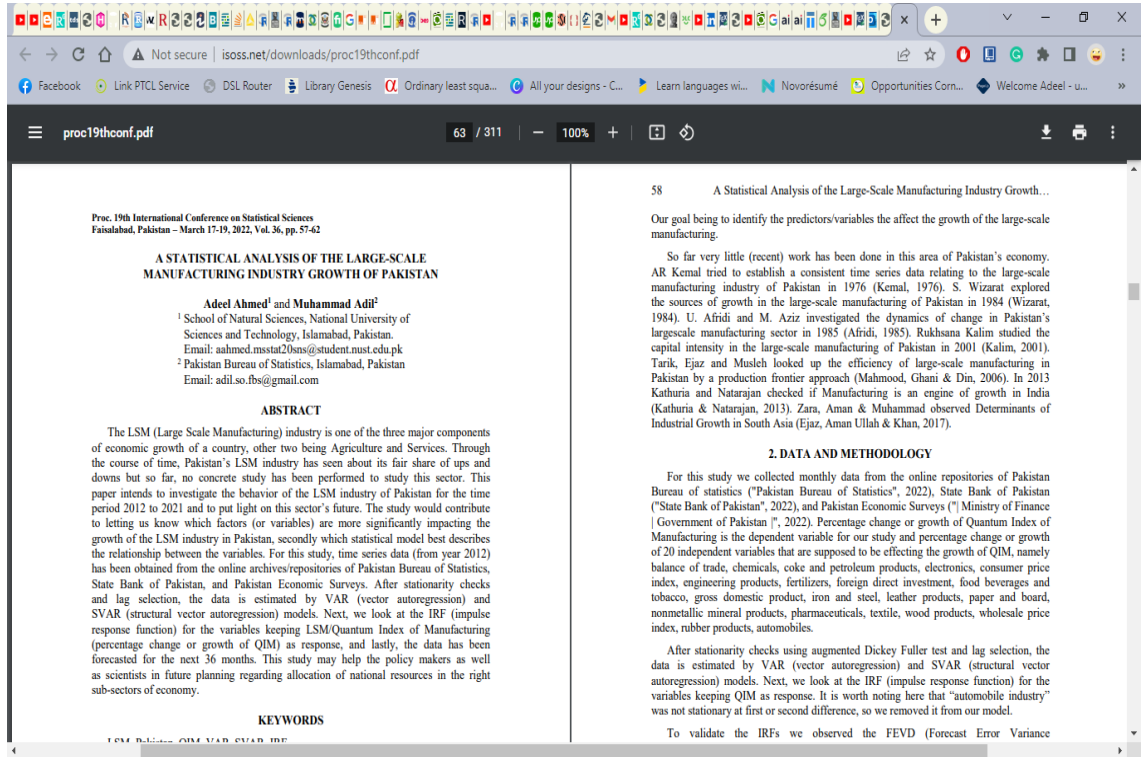 Not secure | isoss.net/downloads/proc19thconf.pdf
Facebook Link PTCL Service DSL Router Library Genesis Ordinary least squa... All your designs - C... Learn languages wi... Novorésumé Opportunities Corn... Welcome Adeel - u... »
proc19thconf.pdf 63 / 311 | — 100% + |
Proc. 19th International Conference on Statistical Sciences
Faisalabad, Pakistan – March 17-19, 2022, Vol. 36, pp. 57-62
A STATISTICAL ANALYSIS OF THE LARGE-SCALE
MANUFACTURING INDUSTRY GROWTH OF PAKISTAN
Adeel Ahmed¹ and Muhammad Adil²
¹ School of Natural Sciences, National University of
Sciences and Technology, Islamabad, Pakistan.
Email: aahmed.msstat20sns@student.nust.edu.pk
² Pakistan Bureau of Statistics, Islamabad, Pakistan
Email: adil.so.fbs@gmail.com
ABSTRACT
The LSM (Large Scale Manufacturing) industry is one of the three major components
of economic growth of a country, other two being Agriculture and Services. Through
the course of time, Pakistan's LSM industry has seen about its fair share of ups and
downs but so far, no concrete study has been performed to study this sector. This
paper intends to investigate the behavior of the LSM industry of Pakistan for the time
period 2012 to 2021 and to put light on this sector's future. The study would contribute
to letting us know which factors (or variables) are more significantly impacting the
growth of the LSM industry in Pakistan, secondly which statistical model best describes
the relationship between the variables. For this study, time series data (from year 2012)
has been obtained from the online archives/repositories of Pakistan Bureau of Statistics,
State Bank of Pakistan, and Pakistan Economic Surveys. After stationarity checks
and lag selection, the data is estimated by VAR (vector autoregression) and
SVAR (structural vector autoregression) models. Next, we look at the IRF (impulse
response function) for the variables keeping LSM/Quantum Index of Manufacturing
(percentage change or growth of QIM) as response, and lastly, the data has been
forecasted for the next 36 months. This study may help the policy makers as well
as scientists in future planning regarding allocation of national resources in the right
sub-sectors of economy.
KEYWORDS
LSM, Pakistan, QIM, VAR, SVAR, IRF
58 A Statistical Analysis of the Large-Scale Manufacturing Industry Growth…
Our goal being to identify the predictors/variables the affect the growth of the large-scale
manufacturing.
So far very little (recent) work has been done in this area of Pakistan's economy.
AR Kemal tried to establish a consistent time series data relating to the large-scale
manufacturing industry of Pakistan in 1976 (Kemal, 1976). S. Wizarat explored
the sources of growth in the large-scale manufacturing of Pakistan in 1984 (Wizarat,
1984). U. Afridi and M. Aziz investigated the dynamics of change in Pakistan's
largescale manufacturing sector in 1985 (Afridi, 1985). Rukhsana Kalim studied the
capital intensity in the large-scale manufacturing of Pakistan in 2001 (Kalim, 2001).
Tarik, Ejaz and Musleh looked up the efficiency of large-scale manufacturing in
Pakistan by a production frontier approach (Mahmood, Ghani & Din, 2006). In 2013
Kathuria and Natarajan checked if Manufacturing is an engine of growth in India
(Kathuria & Natarajan, 2013). Zara, Aman & Muhammad observed Determinants of
Industrial Growth in South Asia (Ejaz, Aman Ullah & Khan, 2017).
2. DATA AND METHODOLOGY
For this study we collected monthly data from the online repositories of Pakistan
Bureau of statistics ("Pakistan Bureau of Statistics", 2022), State Bank of Pakistan
("State Bank of Pakistan", 2022), and Pakistan Economic Surveys ("| Ministry of Finance
| Government of Pakistan |", 2022). Percentage change or growth of Quantum Index of
Manufacturing is the dependent variable for our study and percentage change or growth
of 20 independent variables that are supposed to be effecting the growth of QIM, namely
balance of trade, chemicals, coke and petroleum products, electronics, consumer price
index, engineering products, fertilizers, foreign direct investment, food beverages and
tobacco, gross domestic product, iron and steel, leather products, paper and board,
nonmetallic mineral products, pharmaceuticals, textile, wood products, wholesale price
index, rubber products, automobiles.
After stationarity checks using augmented Dickey Fuller test and lag selection, the
data is estimated by VAR (vector autoregression) and SVAR (structural vector
autoregression) models. Next, we look at the IRF (impulse response function) for the
variables keeping QIM as response. It is worth noting here that “automobile industry”
was not stationary at first or second difference, so we removed it from our model.
To validate the IRFs we observed the FEVD (Forecast Error Variance